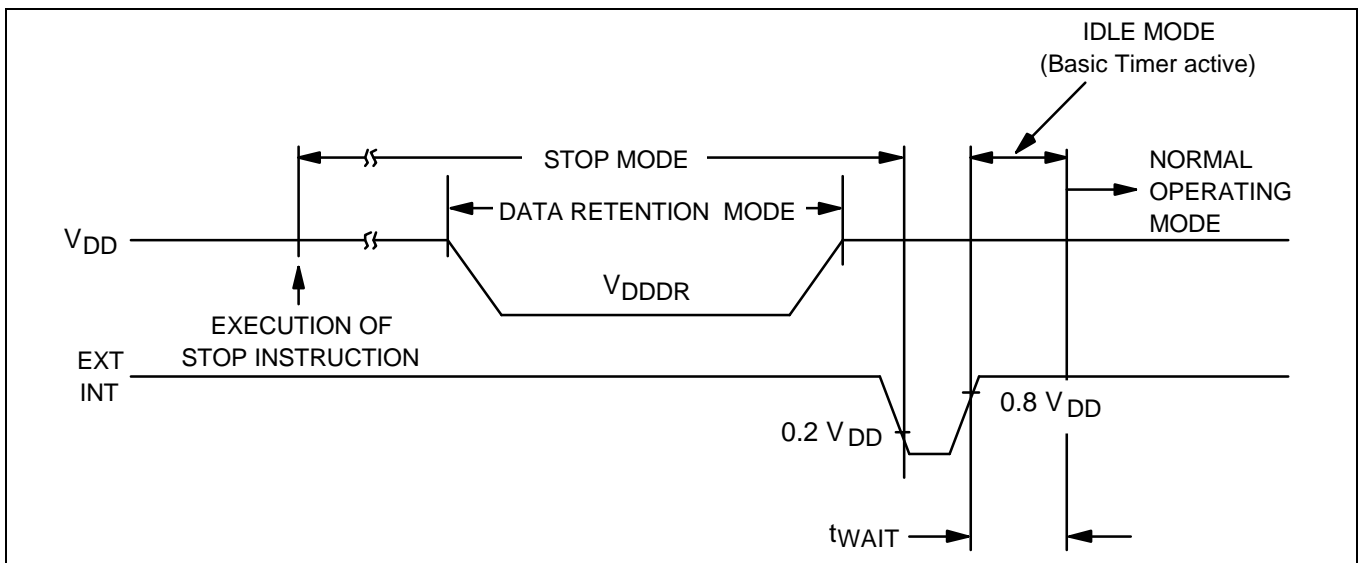 IDLE MODE
(Basic Timer active)
STOP MODE
NORMAL
OPERATING
MODE
DATA RETENTION MODE
VDD
VDDDR
EXECUTION OF
STOP INSTRUCTION
EXT
INT
0.8 VDD
0.2 VDD
tWAIT